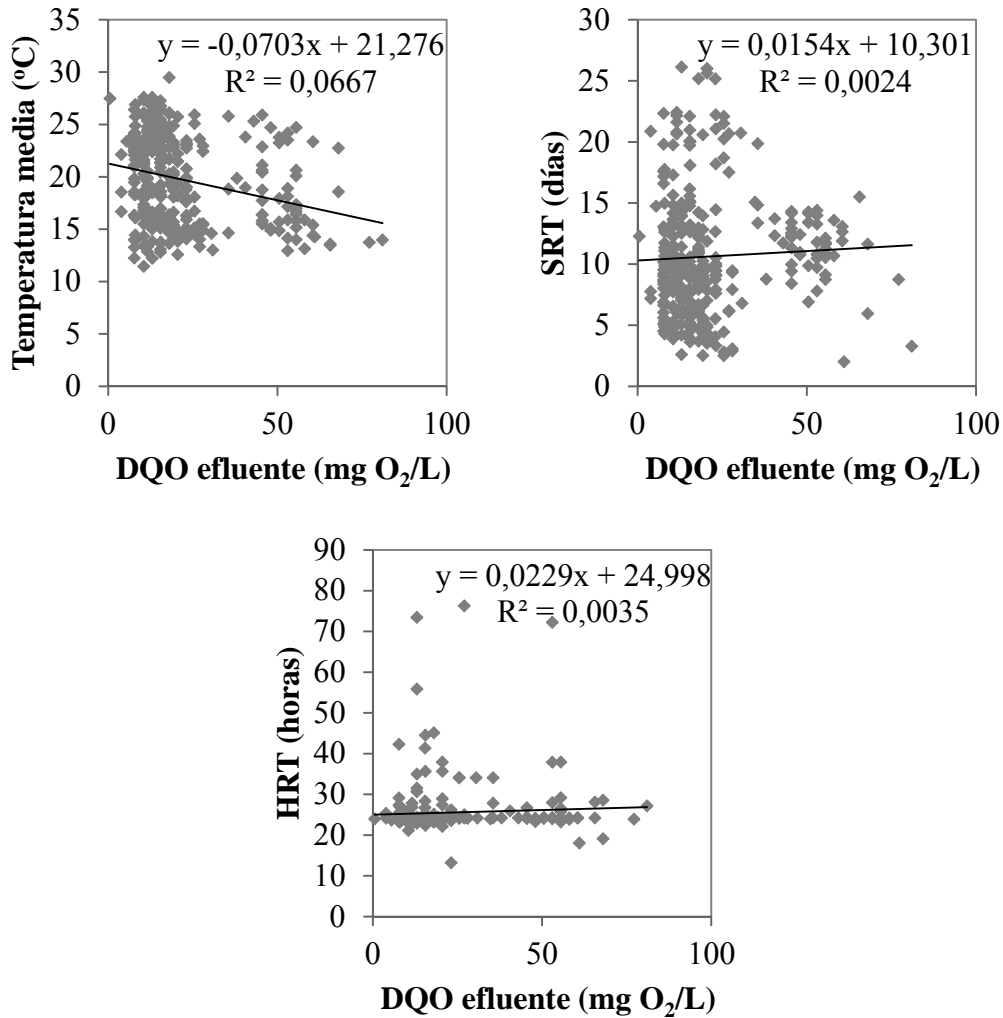 y = -0,0703x + 21,276
R² = 0,0667
Temperatura media (ºC)
35
30
25
20
15
10
5
0
0 50 100
DQO efluente (mg O₂/L)
y = 0,0154x + 10,301
R² = 0,0024
SRT (días)
30
25
20
15
10
5
0
0 50 100
DQO efluente (mg O₂/L)
y = 0,0229x + 24,998
R² = 0,0035
HRT (horas)
90
80
70
60
50
40
30
20
10
0
0 50 100
DQO efluente (mg O₂/L)